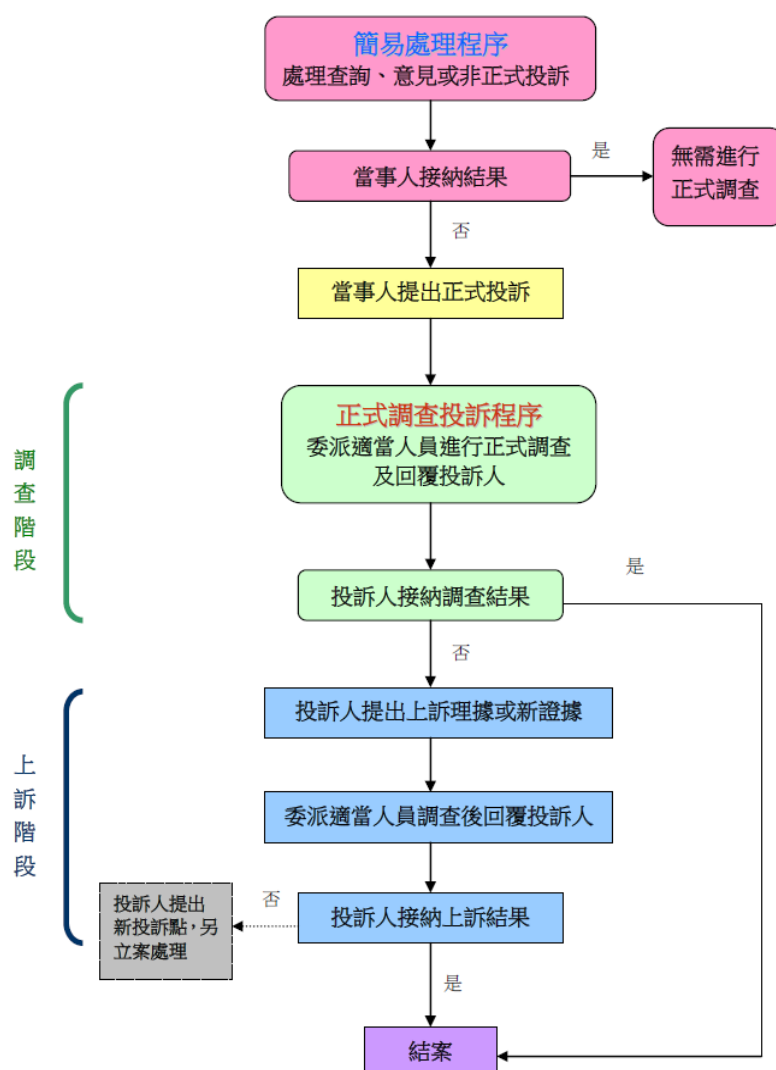 簡易處理程序
處理查詢、意見或非正式投訴
當事人接納結果
是
無需進行
正式調查
否
當事人提出正式投訴
調查階段
正式調查投訴程序
委派適當人員進行正式調查
及回覆投訴人
投訴人接納調查結果
是
否
上訴階段
投訴人提出上訴理據或新證據
委派適當人員調查後回覆投訴人
投訴人接納上訴結果
否
投訴人提出
新投訴點，另
立案處理
是
結案